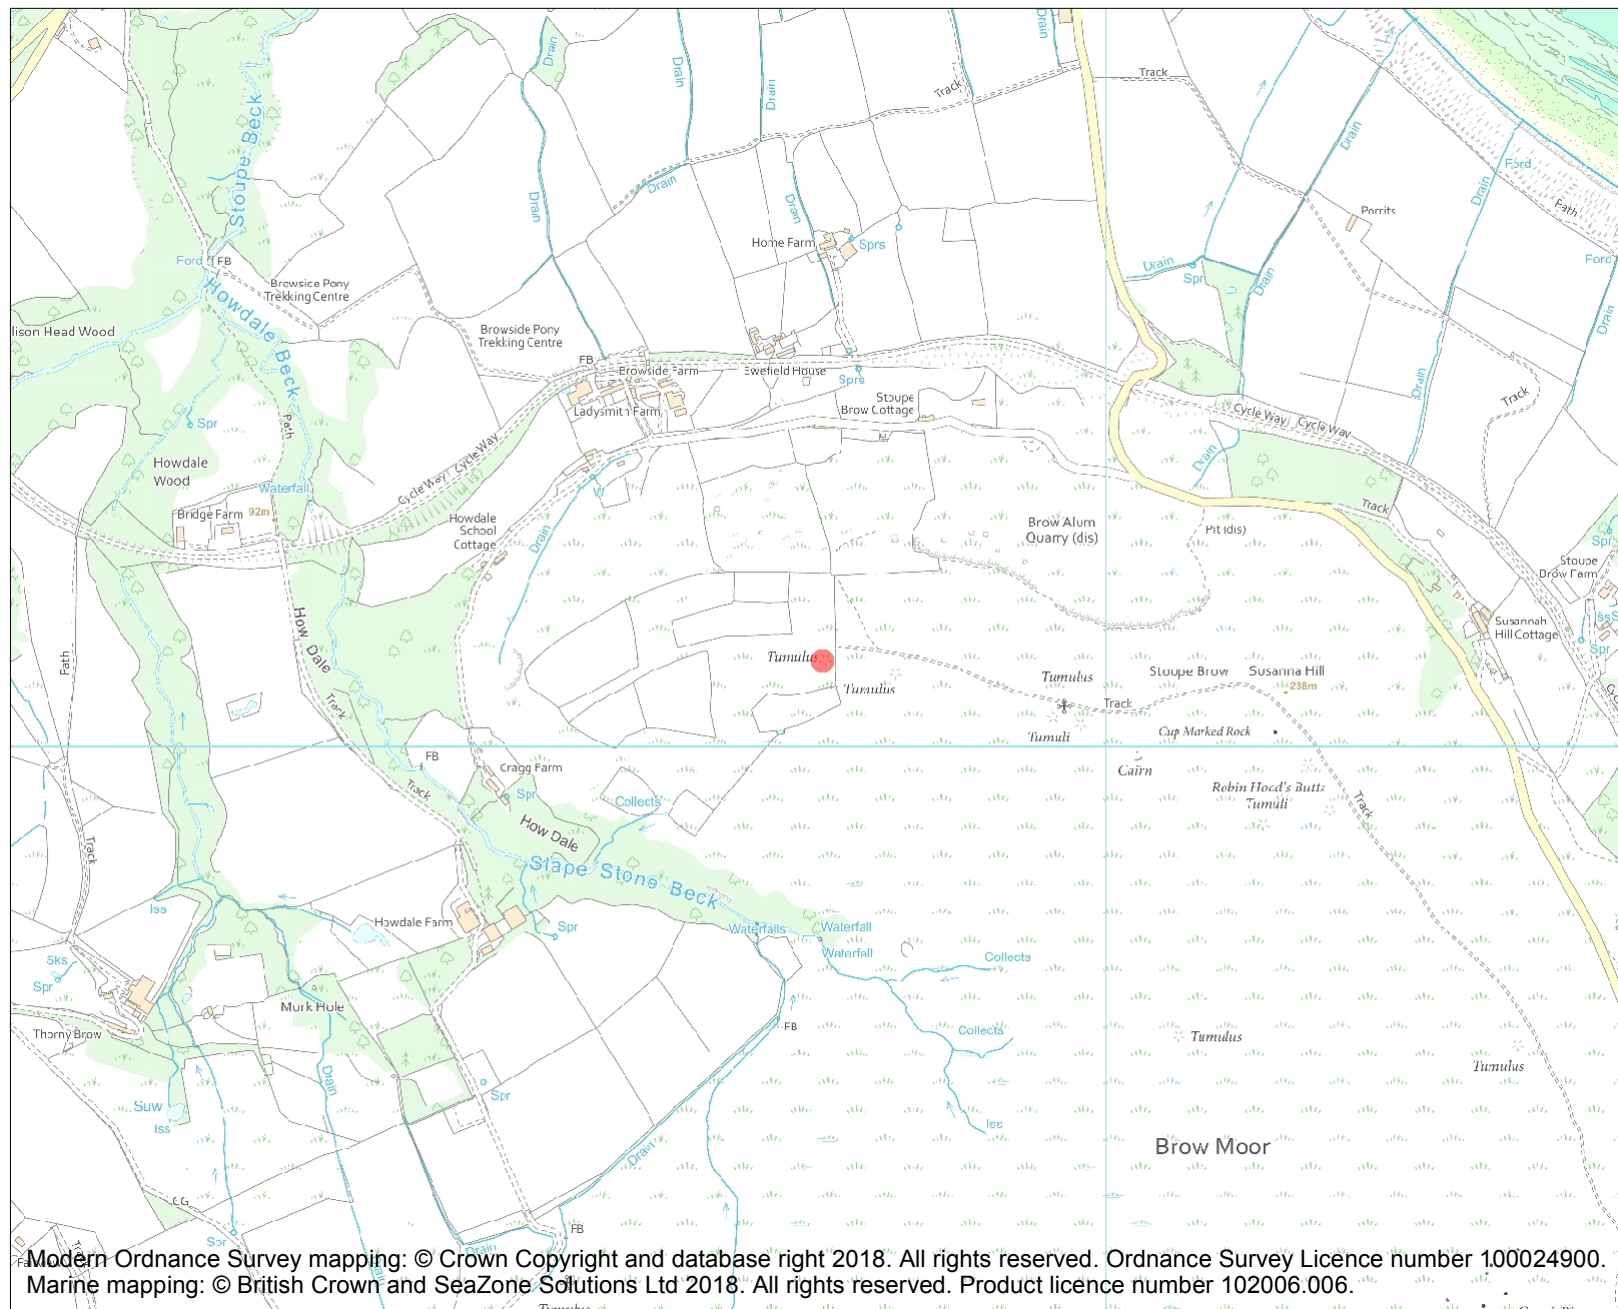 Drain
Drain
Drain
Drain
Track
Track
Stoupe Beck
Drain
Drain
Drain
Drain
Drain
Ford
Path
Porrits
Home Farm
Sprs
Ford
FB
Drain
Spr
Drain
Ford
Drain
Browside Pony
Trekking Centre
Howdale Beck
lison Head Wood
Browside Pony
Trekking Centre
FB
Browside Farm
Ewefield House
Sprs
Ladysmith Farm
Stoupe
Brow Cottage
Drain
Track
Cycle Way
Cycle Way
Path
Spr
Howdale
Wood
Cycle Way
Cycle Way
Drain
Waterfall
W
Bridge Farm
92m
Howdale
School
Cottage
Drain
Brow Alum
Quarry (dis)
Pit (dis)
Track
Spr
Stoupe
Brow Farm
Susannah
Hill Cottage
Spr
How Dale
Path
Tumulus
Tumulus
Tumulus
Tumuli
Track
Stoupe Brow
Susanna Hill
238m
Cup Marked Rock
Track
FB
Cragg Farm
Spr
Track
Collects
Cairn
Robin Hood's Butts
Tumuli
Track
Track
How Dale
Slape Stone Beck
Iss
Howdale Farm
Spr
Waterfalls
Waterfall
Waterfall
Collects
Sks
Spr
Murk Hole
Thorny Brow
FB
Collects
Tumulus
Tumulus
Drain
Spr
Suw
Iss
Iss
Drain
Brow Moor
CG
Spr
FB
Drain
Drain
Modern Ordnance Survey mapping: © Crown Copyright and database right 2018. All rights reserved. Ordnance Survey Licence number 100024900.
Marine mapping: © British Crown and SeaZone Solutions Ltd 2018. All rights reserved. Product licence number 102006.006.
Tumulus